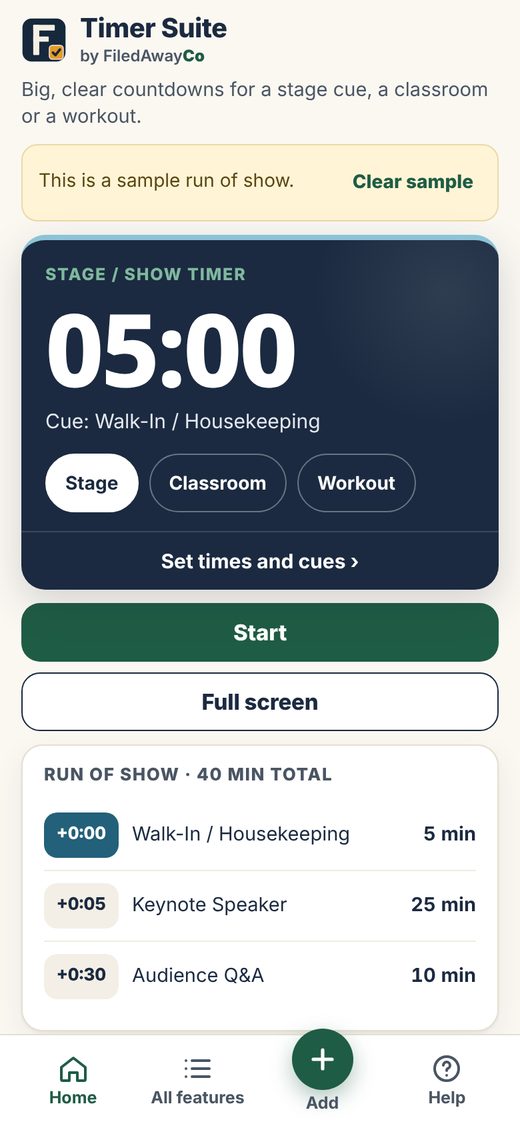 Timer Suite
by FiledAwayCo
Big, clear countdowns for a stage cue, a classroom
or a workout.
This is a sample run of show.
Clear sample
STAGE / SHOW TIMER
05:00
Cue: Walk-In / Housekeeping
Stage
Classroom
Workout
Set times and cues ›
Start
Full screen
RUN OF SHOW · 40 MIN TOTAL
+0:00 Walk-In / Housekeeping 5 min
+0:05 Keynote Speaker 25 min
+0:30 Audience Q&A 10 min
Home
All features
Add
Help